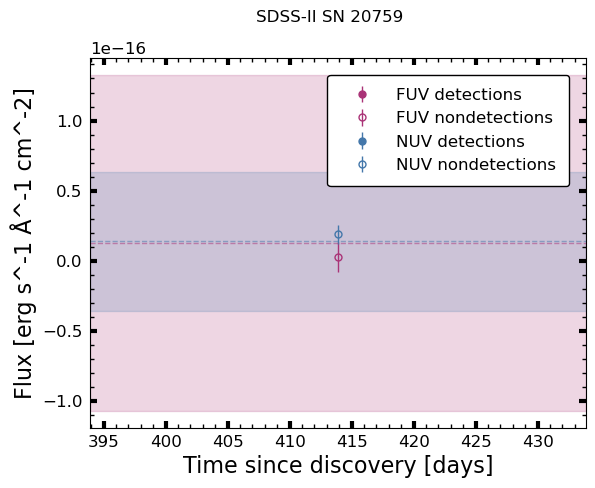 SDSS-II SN 20759
1e−16
FUV detections
FUV nondetections
NUV detections
NUV nondetections
1.0
0.5
0.0
−0.5
−1.0
Flux [erg s^-1 Å^-1 cm^-2]
395 400 405 410 415 420 425 430
Time since discovery [days]